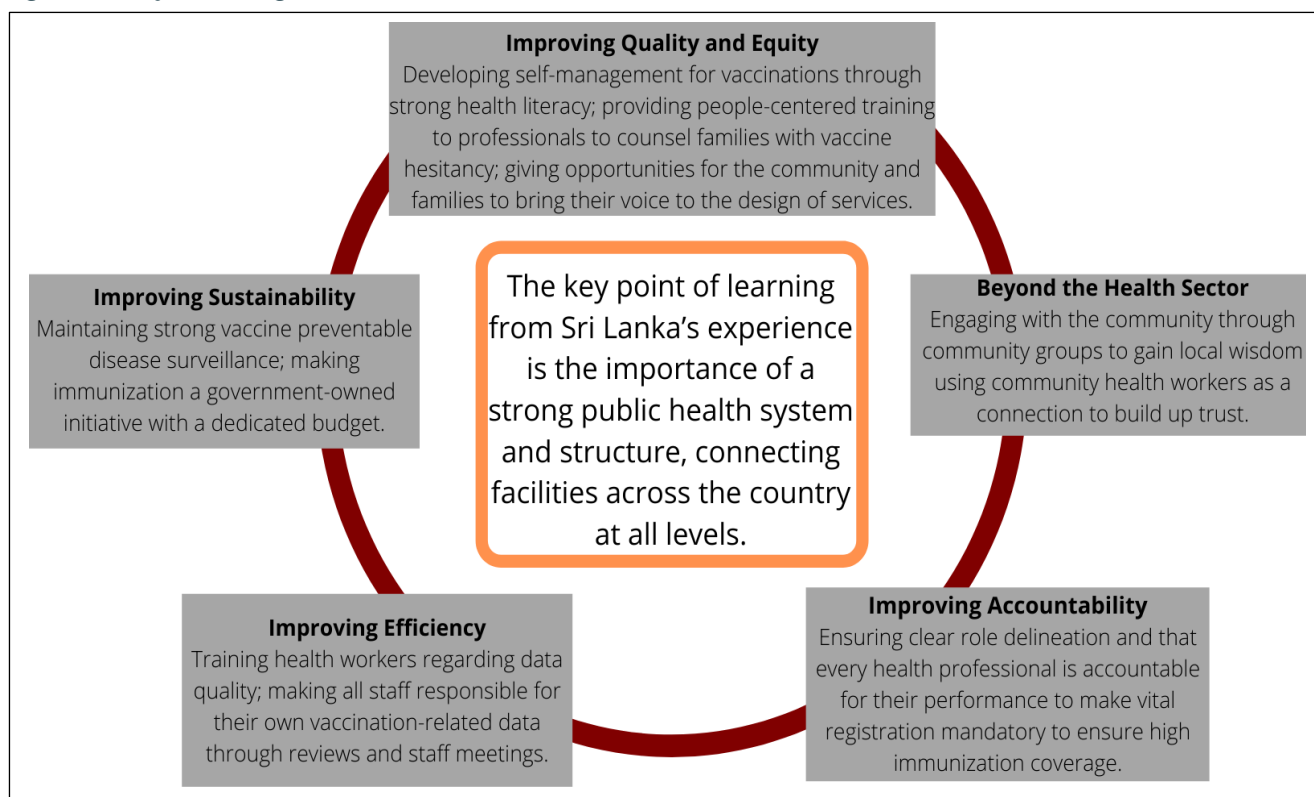 Improving Quality and Equity
Developing self-management for vaccinations through
strong health literacy; providing people-centered training
to professionals to counsel families with vaccine
hesitancy; giving opportunities for the community and
families to bring their voice to the design of services.
Improving Sustainability
Maintaining strong vaccine preventable
disease surveillance; making
immunization a government-owned
initiative with a dedicated budget.
The key point of learning
from Sri Lanka’s experience
is the importance of a
strong public health system
and structure, connecting
facilities across the country
at all levels.
Beyond the Health Sector
Engaging with the community through
community groups to gain local wisdom
using community health workers as a
connection to build up trust.
Improving Efficiency
Training health workers regarding data
quality; making all staff responsible for
their own vaccination-related data
through reviews and staff meetings.
Improving Accountability
Ensuring clear role delineation and that
every health professional is accountable
for their performance to make vital
registration mandatory to ensure high
immunization coverage.